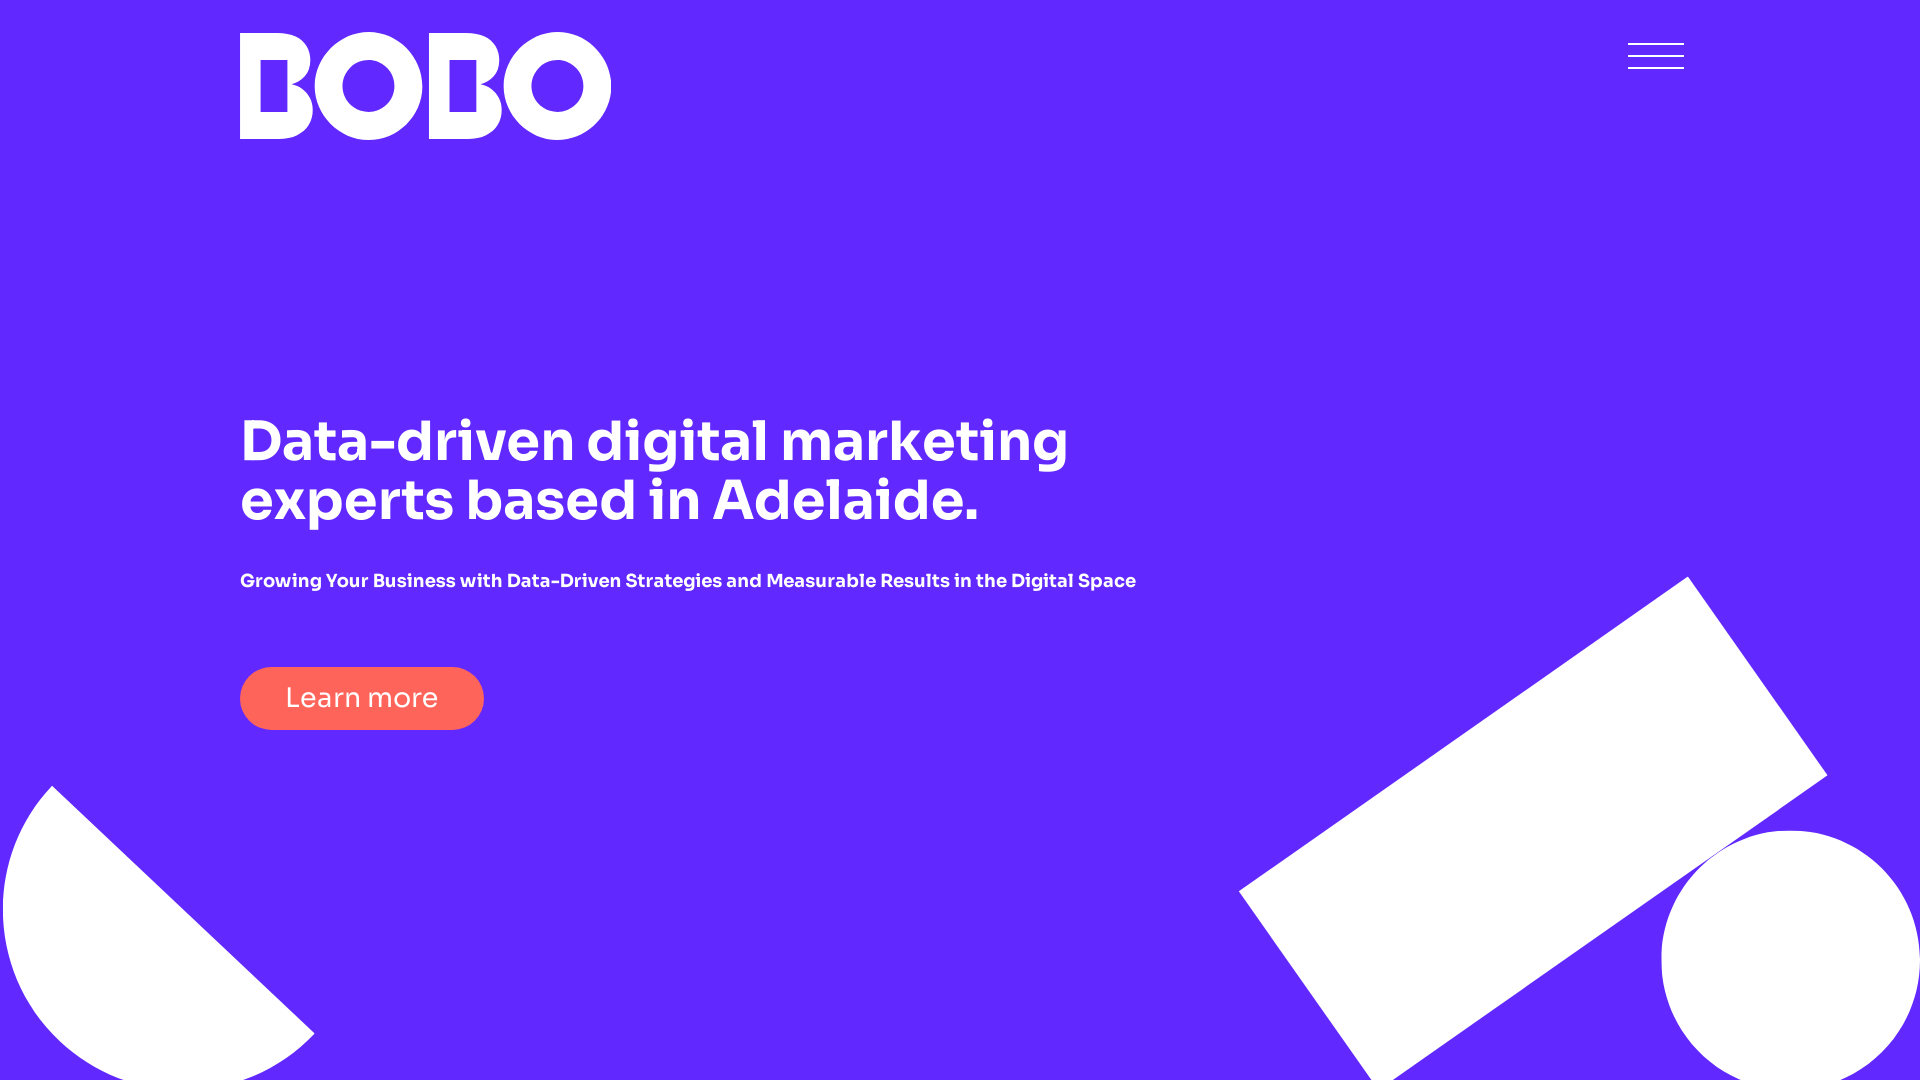 BOBO
Data-driven digital marketing
experts based in Adelaide.
Growing Your Business with Data-Driven Strategies and Measurable Results in the Digital Space
Learn more